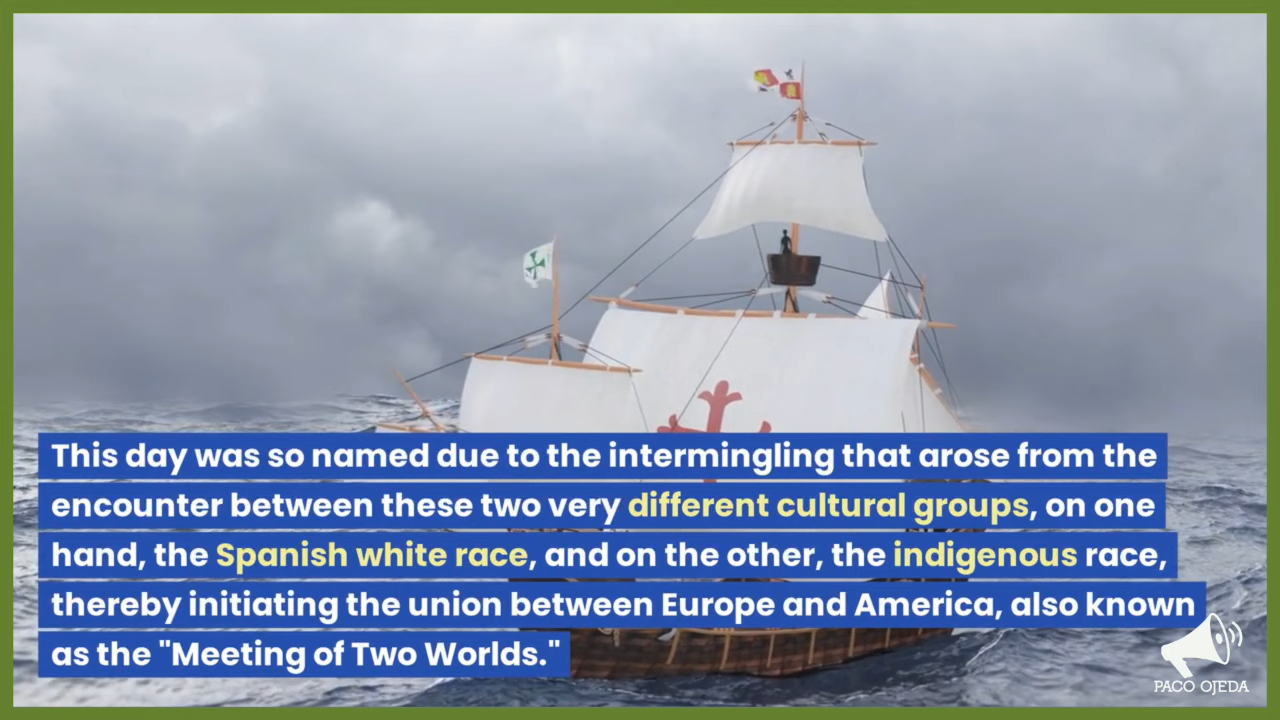 This day was so named due to the intermingling that arose from the
encounter between these two very different cultural groups, on one
hand, the Spanish white race, and on the other, the indigenous race,
thereby initiating the union between Europe and America, also known
as the "Meeting of Two Worlds."
PACO OJEDA